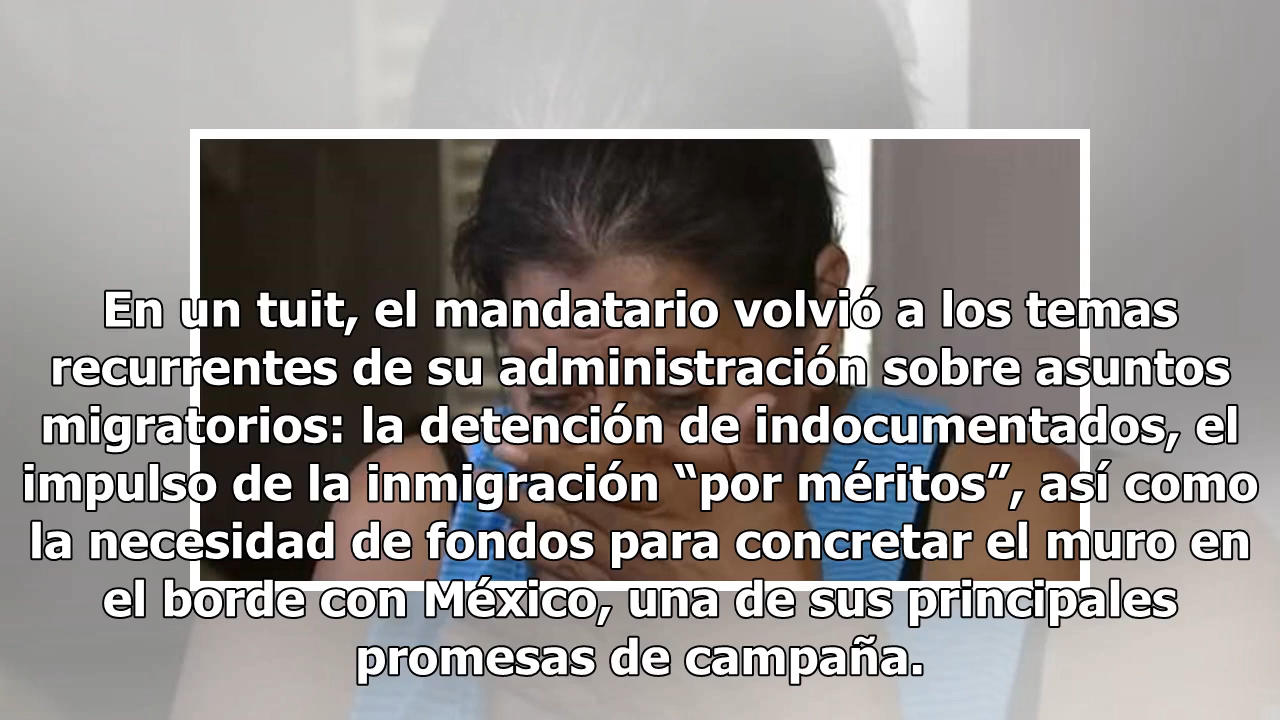 En un tuit, el mandatario volvió a los temas
recurrentes de su administración sobre asuntos
migratorios: la detención de indocumentados, el
impulso de la inmigración “por méritos”, así como
la necesidad de fondos para concretar el muro en
el borde con México, una de sus principales
promesas de campaña.